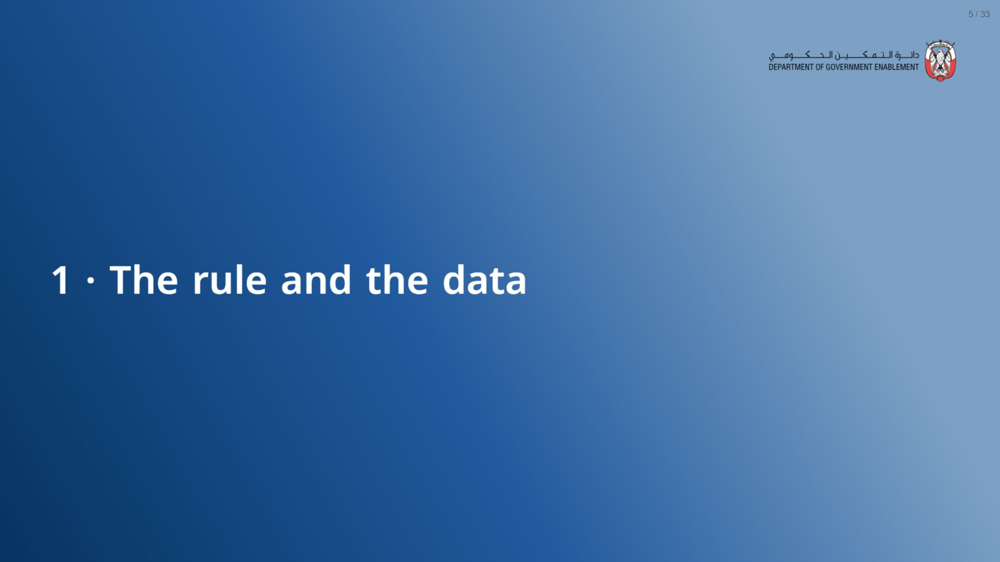 5 / 33
دائرة التمكين الحكومي
DEPARTMENT OF GOVERNMENT ENABLEMENT
1 · The rule and the data